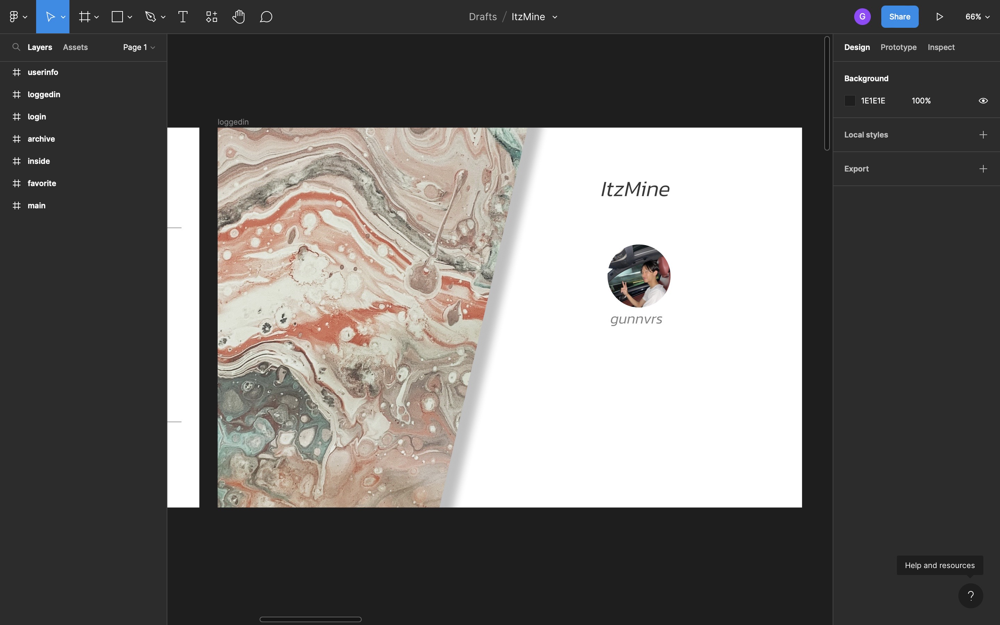 Drafts / ItzMine
G
Share
66%
Layers Assets Page 1
userinfo
loggedin
login
archive
inside
favorite
main
loggedin
ItzMine
gunnvrs
Design Prototype Inspect
Background
1E1E1E 100%
Local styles
Export
Help and resources
?